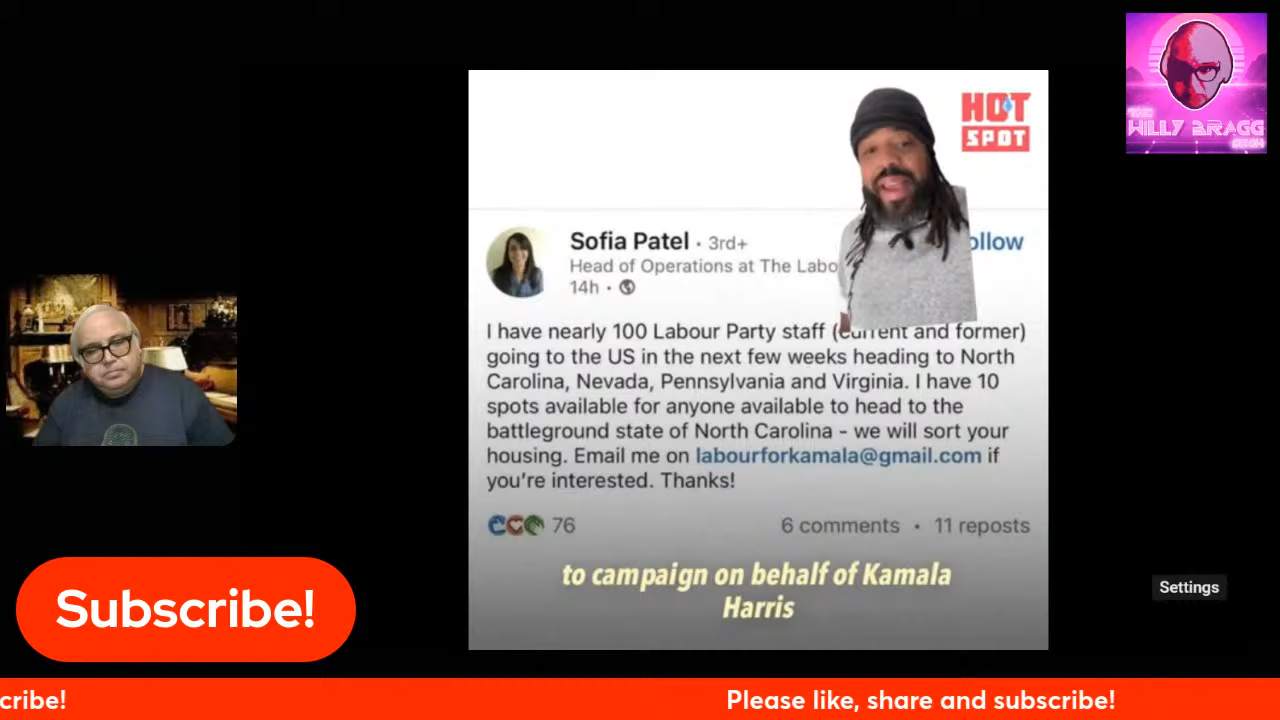 HOT
SPOT
THE
WILLY BRAGG
SHOW
Sofia Patel · 3rd+
ollow
Head of Operations at The Labo
14h ·
I have nearly 100 Labour Party staff (current and former)
going to the US in the next few weeks heading to North
Carolina, Nevada, Pennsylvania and Virginia. I have 10
spots available for anyone available to head to the
battleground state of North Carolina - we will sort your
housing. Email me on labourforkamala@gmail.com if
you're interested. Thanks!
76
6 comments · 11 reposts
to campaign on behalf of Kamala
Harris
Settings
Subscribe!
cribe!
Please like, share and subscribe!